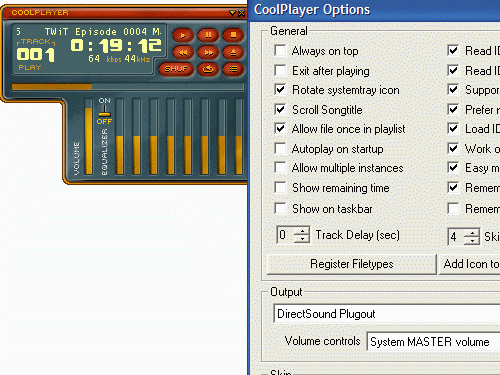 COOLPLAYER
5 TWiT Episode 0004 M
TRACK
001
0:19:12
PLAY
64 kbps 44kHz
SHUF
VOLUME
ON
OFF
EQUALIZER
CoolPlayer Options
General
Always on top
Exit after playing
Rotate systemtray icon
Scroll Songtitle
Allow file once in playlist
Autoplay on startup
Allow multiple instances
Show remaining time
Show on taskbar
Read I
Read I
Suppor
Prefer r
Load I
Work o
Easy m
Remem
Remem
0 Track Delay (sec)
4 Ski
Register Filetypes
Add Icon to
Output
DirectSound Plugout
Volume controls
System MASTER volume
Skin